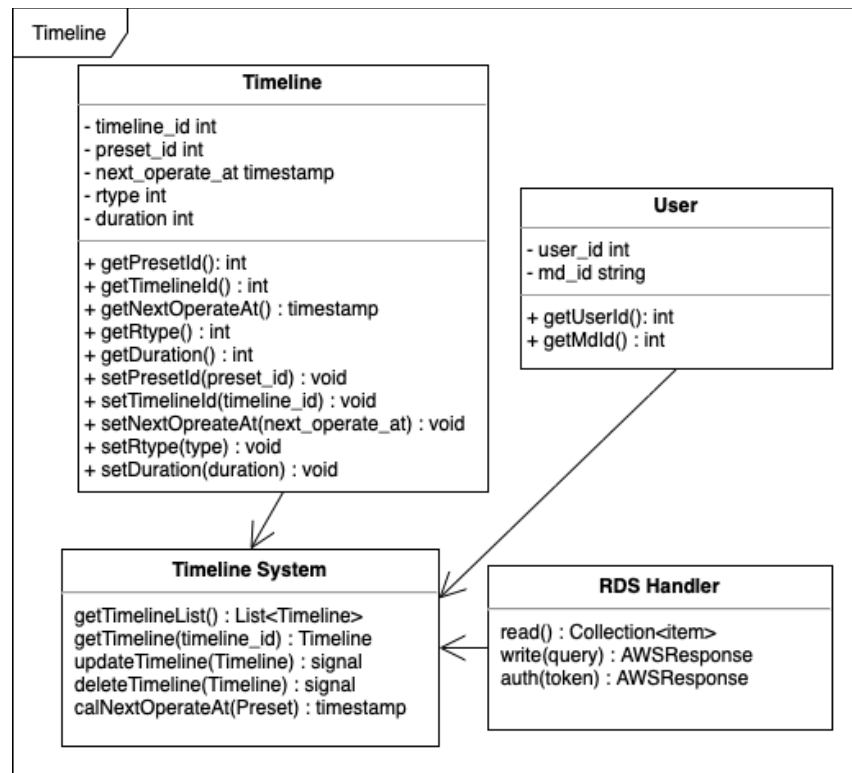 Timeline
Timeline
- timeline_id int
- preset_id int
- next_operate_at timestamp
- rtype int
- duration int
+ getPresetId(): int
+ getTimelineId() : int
+ getNextOperateAt() : timestamp
+ getRtype() : int
+ getDuration() : int
+ setPresetId(preset_id) : void
+ setTimelineId(timeline_id) : void
+ setNextOpreateAt(next_operate_at) : void
+ setRtype(type) : void
+ setDuration(duration) : void
User
- user_id int
- md_id string
+ getUserId(): int
+ getMdId() : int
Timeline System
getTimelineList() : List<Timeline>
getTimeline(timeline_id) : Timeline
updateTimeline(Timeline) : signal
deleteTimeline(Timeline) : signal
calNextOperateAt(Preset) : timestamp
RDS Handler
read() : Collection<item>
write(query) : AWSResponse
auth(token) : AWSResponse